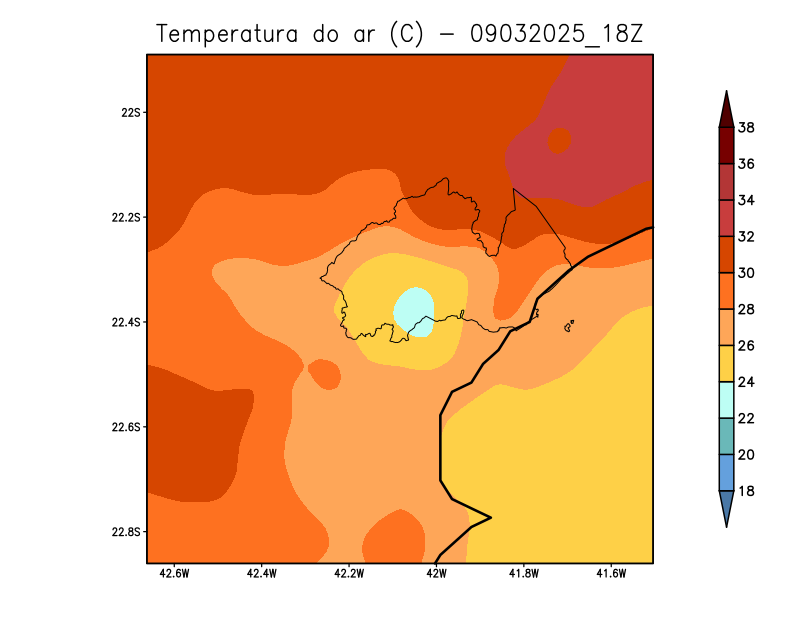 Temperatura do ar (C) - 09032025_18Z
22S
22.2S
22.4S
22.6S
22.8S
42.6W
42.4W
42.2W
42W
41.8W
41.6W
38
36
34
32
30
28
26
24
22
20
18